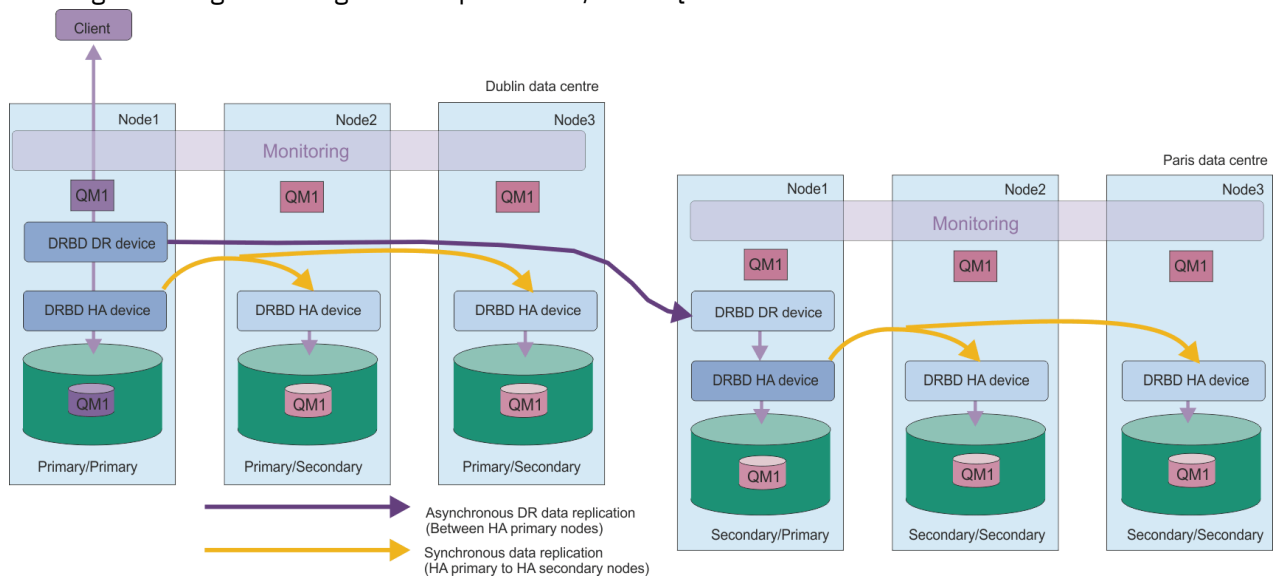 Client
Dublin data centre
Node1
Node2
Node3
Monitoring
QM1
QM1
QM1
DRBD DR device
DRBD HA device
DRBD HA device
DRBD HA device
QM1
QM1
QM1
Primary/Primary
Primary/Secondary
Primary/Secondary
Paris data centre
Node1
Node2
Node3
Monitoring
QM1
QM1
QM1
DRBD DR device
DRBD HA device
DRBD HA device
DRBD HA device
QM1
QM1
QM1
Secondary/Primary
Secondary/Secondary
Secondary/Secondary
Asynchronous DR data replication
(Between HA primary nodes)
Synchronous data replication
(HA primary to HA secondary nodes)